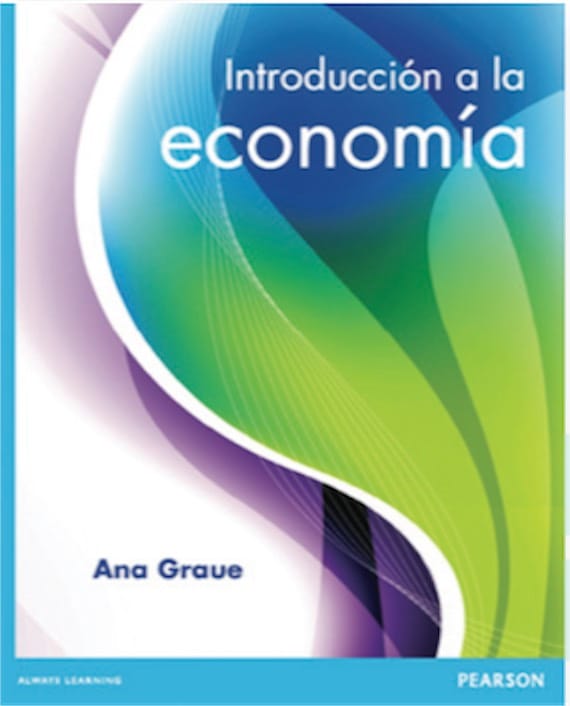 Introducción a la
economía
Ana Graue
ALWAYS LEARNING
PEARSON